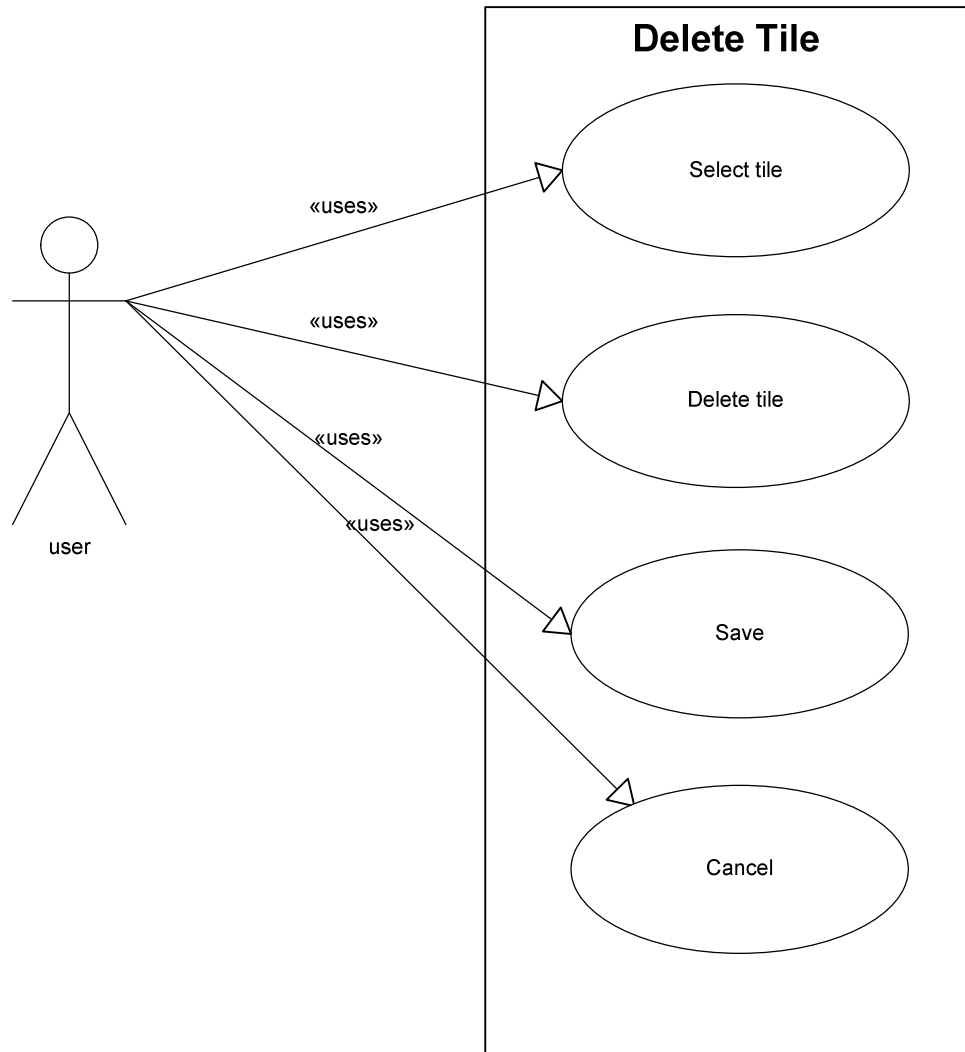 Delete Tile
Select tile
«uses»
«uses»
Delete tile
«uses»
«uses»
user
Save
Cancel